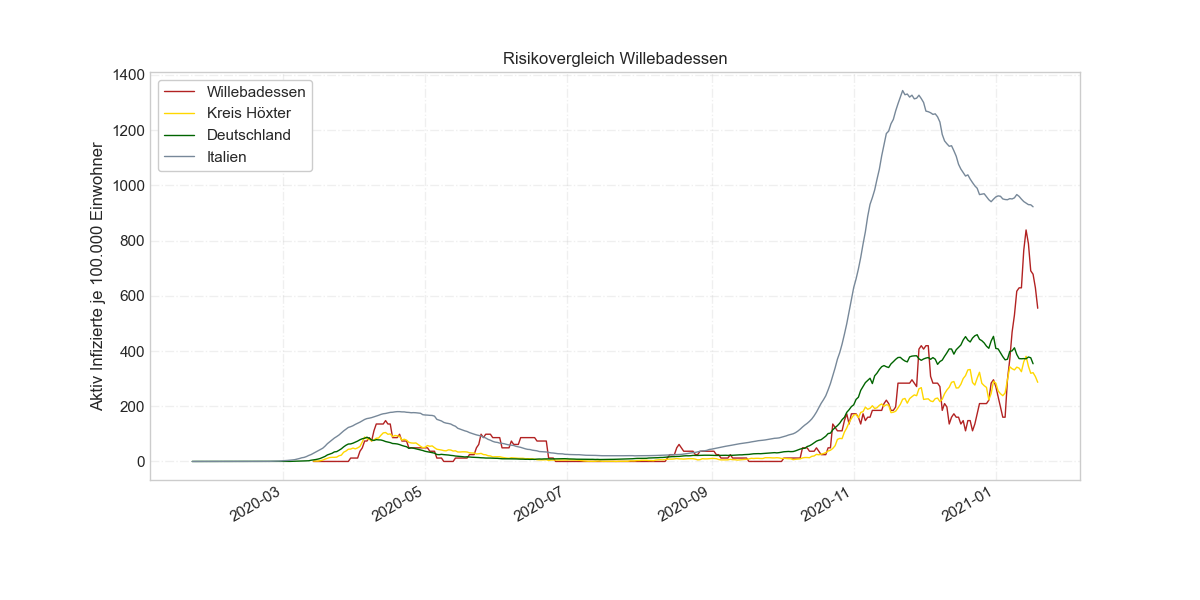 Risikovergleich Willebadessen
Aktiv Infizierte je 100.000 Einwohner
1400
1200
1000
800
600
400
200
0
Willebadessen
Kreis Höxter
Deutschland
Italien
2020-03
2020-05
2020-07
2020-09
2020-11
2021-01